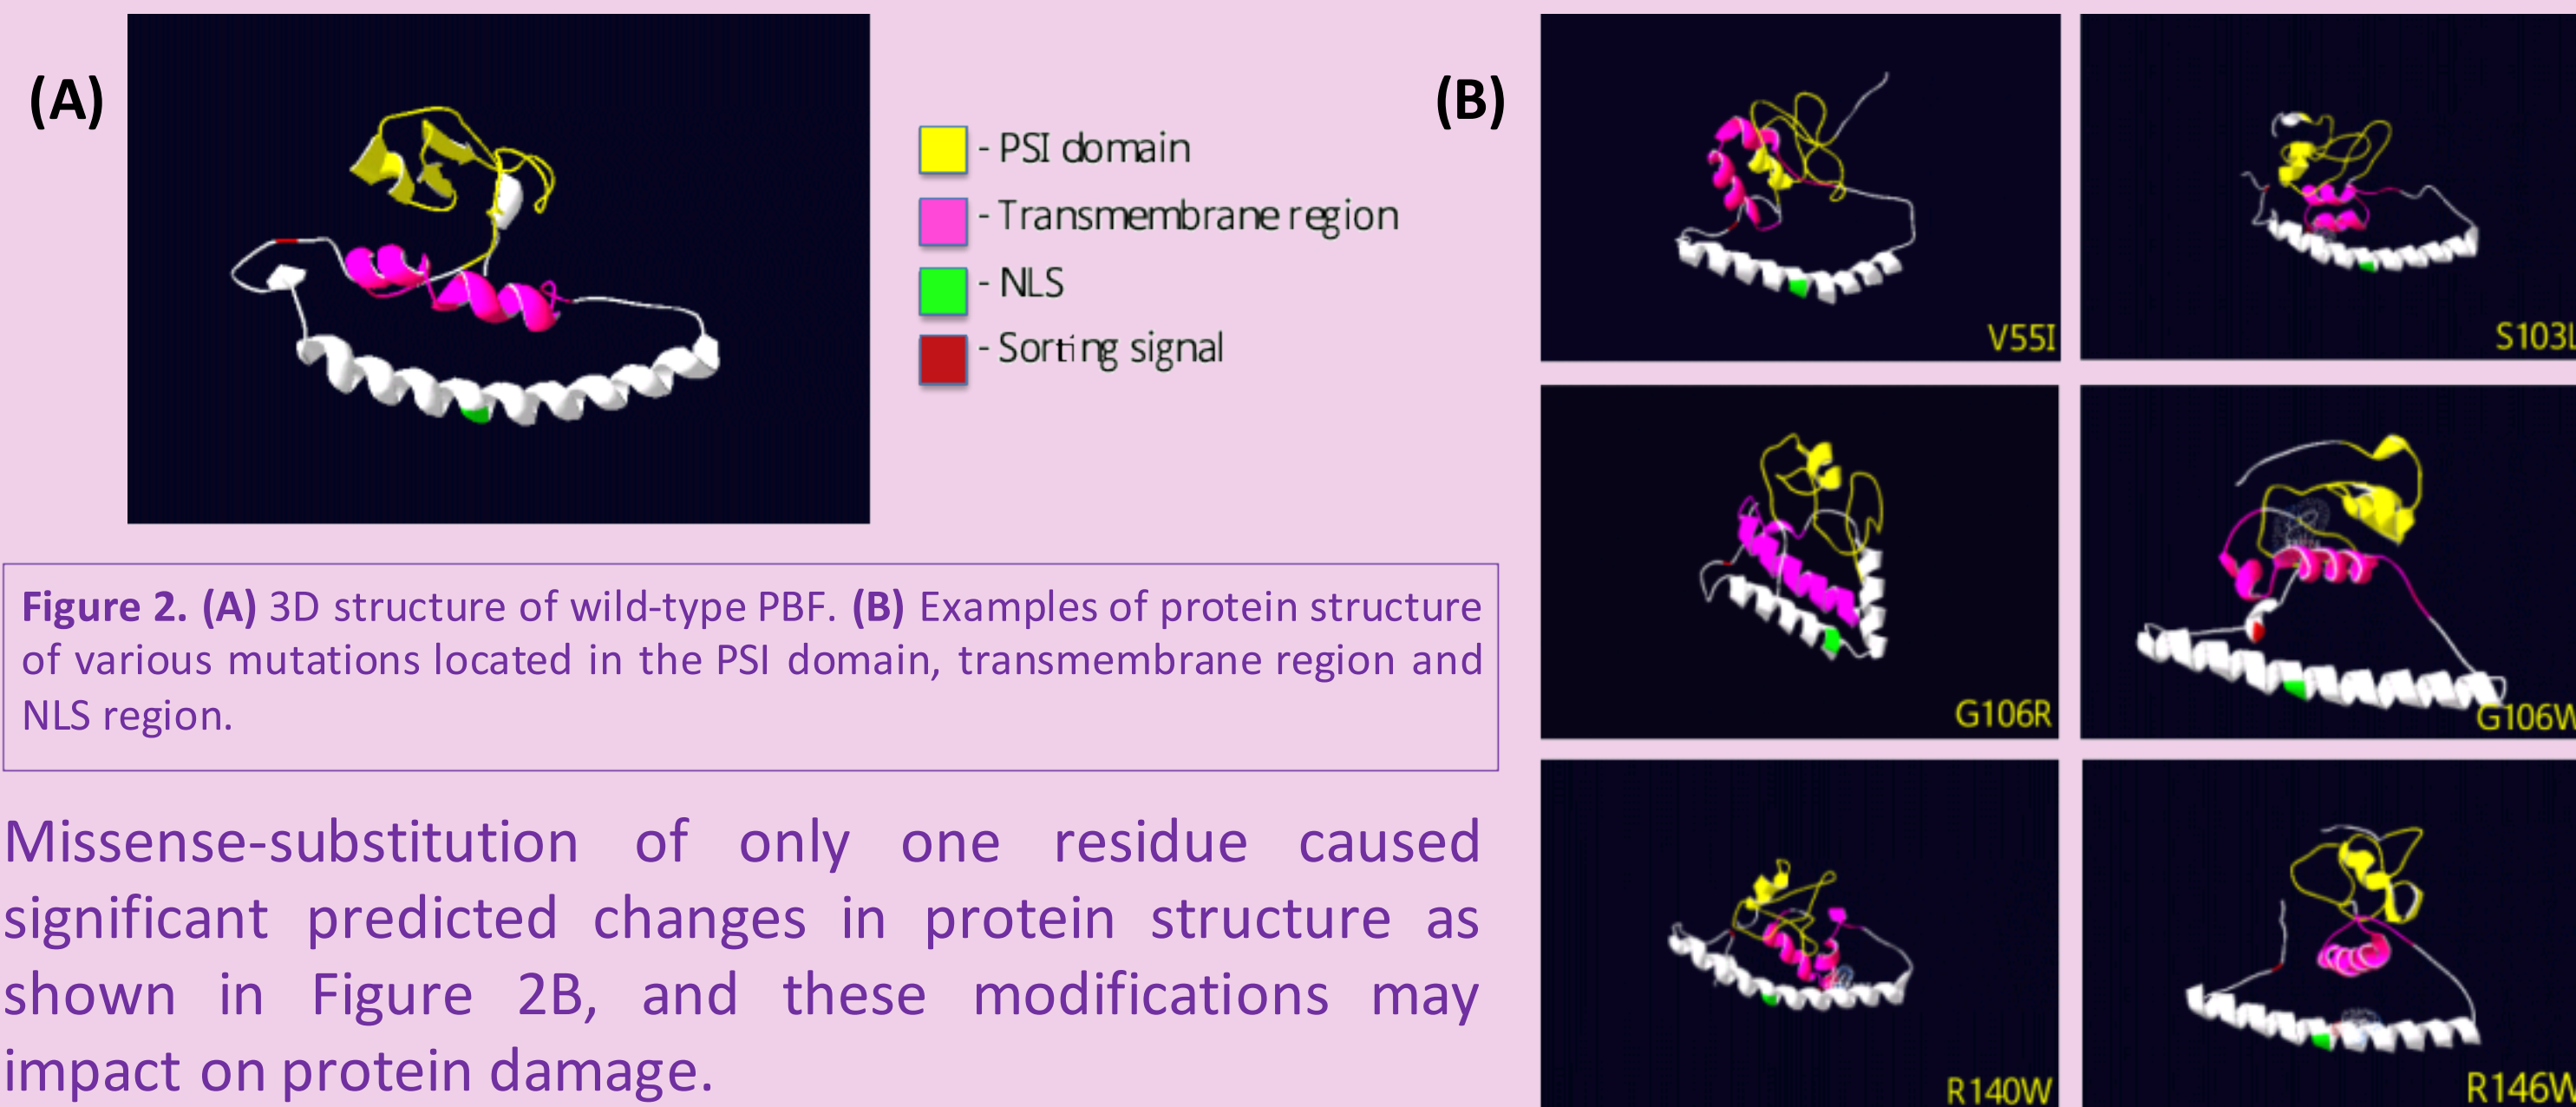 (A)
- PSI domain
- Transmembrane region
- NLS
- Sorting signal
(B)
V55I
S103L
G106R
G106W
R140W
R146W
Figure 2. (A) 3D structure of wild-type PBF. (B) Examples of protein structure
of various mutations located in the PSI domain, transmembrane region and
NLS region.
Missense-substitution of only one residue caused
significant predicted changes in protein structure as
shown in Figure 2B, and these modifications may
impact on protein damage.